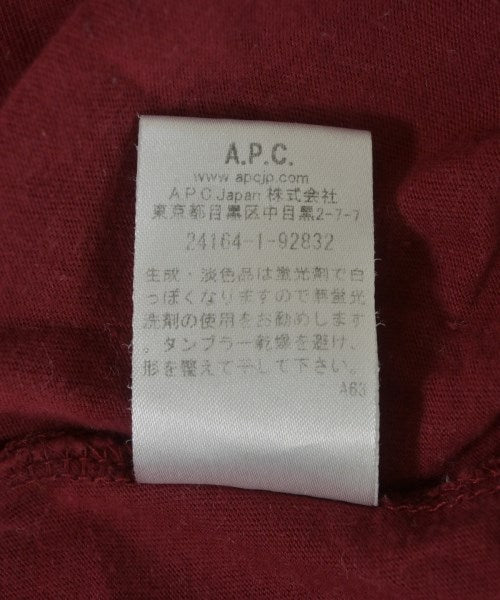 A.P.C.
www.apcjp.com
A.P.C.Japan 株式会社
東京都目黒区中目黒2-7-7
24164-1-92832
生成・淡色品は蛍光剤で白
っぽくなりますので無蛍光
洗剤の使用をお勧めします
。タンブラー乾燥を避け、
形を整えて干して下さい。
A63